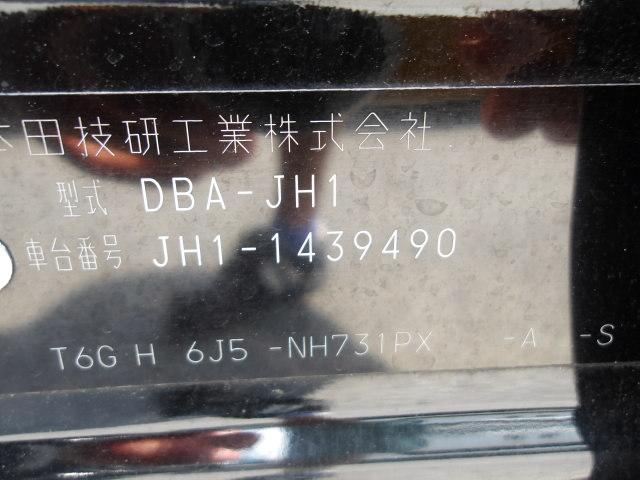 本田技研工業株式会社
型式 DBA-JH1
車台番号 JH1-1439490
T6G H 6J5 -NH731PX -A -S